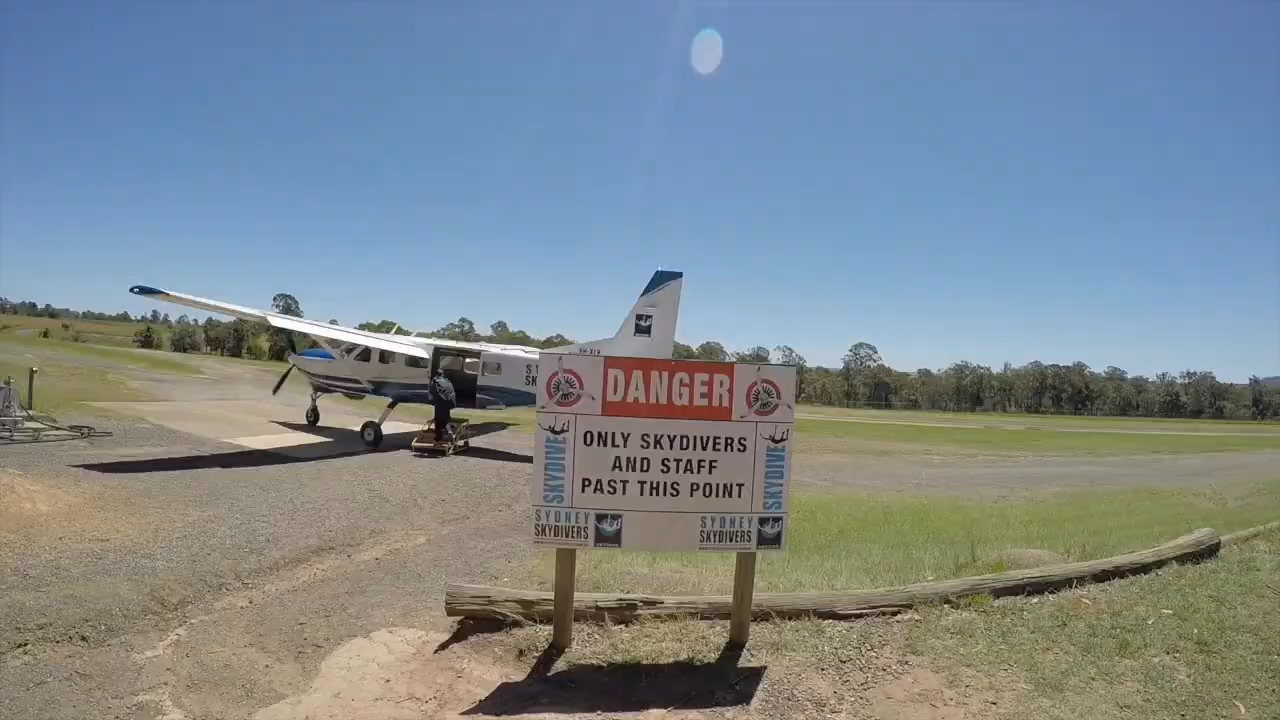 DANGER
ONLY SKYDIVERS
AND STAFF
PAST THIS POINT
SKYDIVE
SKYDIVE
SYDNEY
SKYDIVERS
SYDNEY
SKYDIVERS